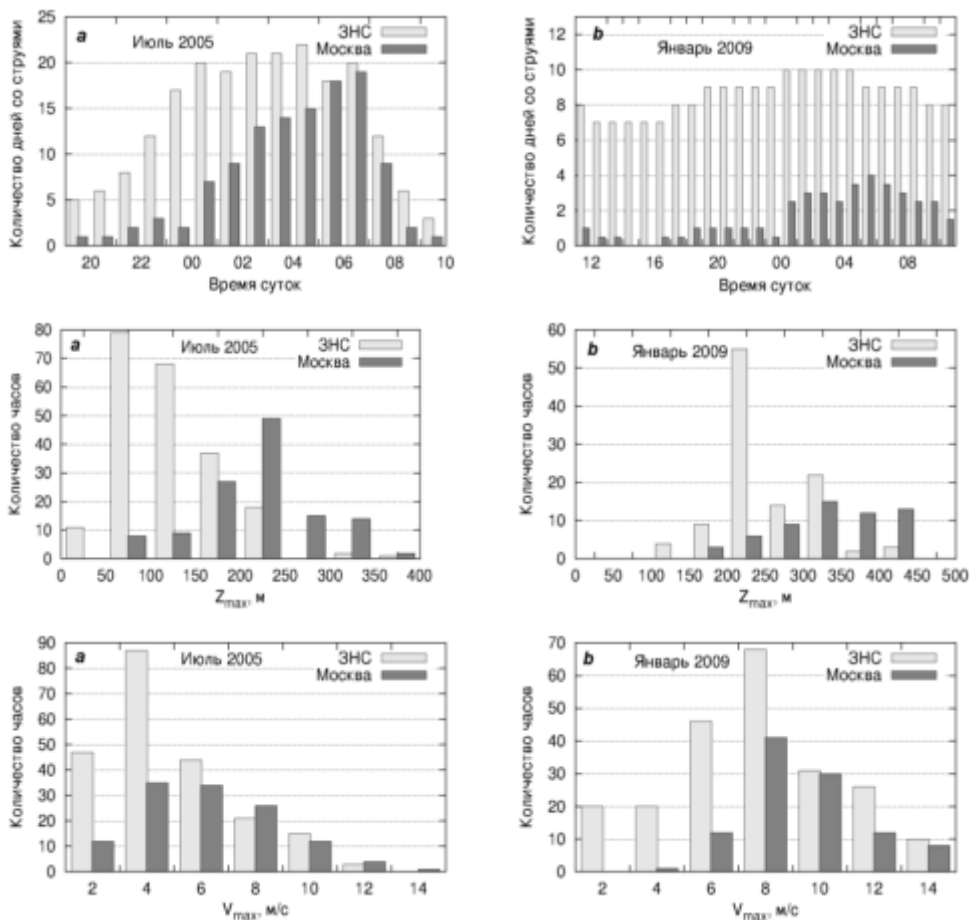 a
Июль 2005
ЗНС
Москва
Количество дней со струями
25
20
15
10
5
0
20 22 00 02 04 06 08 10
Время суток
b
Январь 2009
ЗНС
Москва
Количество дней со струями
12
10
8
6
4
2
0
12 16 20 00 04 08
Время суток
a
Июль 2005
ЗНС
Москва
Количество часов
80
70
60
50
40
30
20
10
0
0 50 100 150 200 250 300 350 400
Zmax, м
b
Январь 2009
ЗНС
Москва
Количество часов
60
50
40
30
20
10
0
0 50 100 150 200 250 300 350 400 450 500
Zmax, м
a
Июль 2005
ЗНС
Москва
Количество часов
90
80
70
60
50
40
30
20
10
0
2 4 6 8 10 12 14
Vmax, м/с
b
Январь 2009
ЗНС
Москва
Количество часов
70
60
50
40
30
20
10
0
2 4 6 8 10 12 14
Vmax, м/с